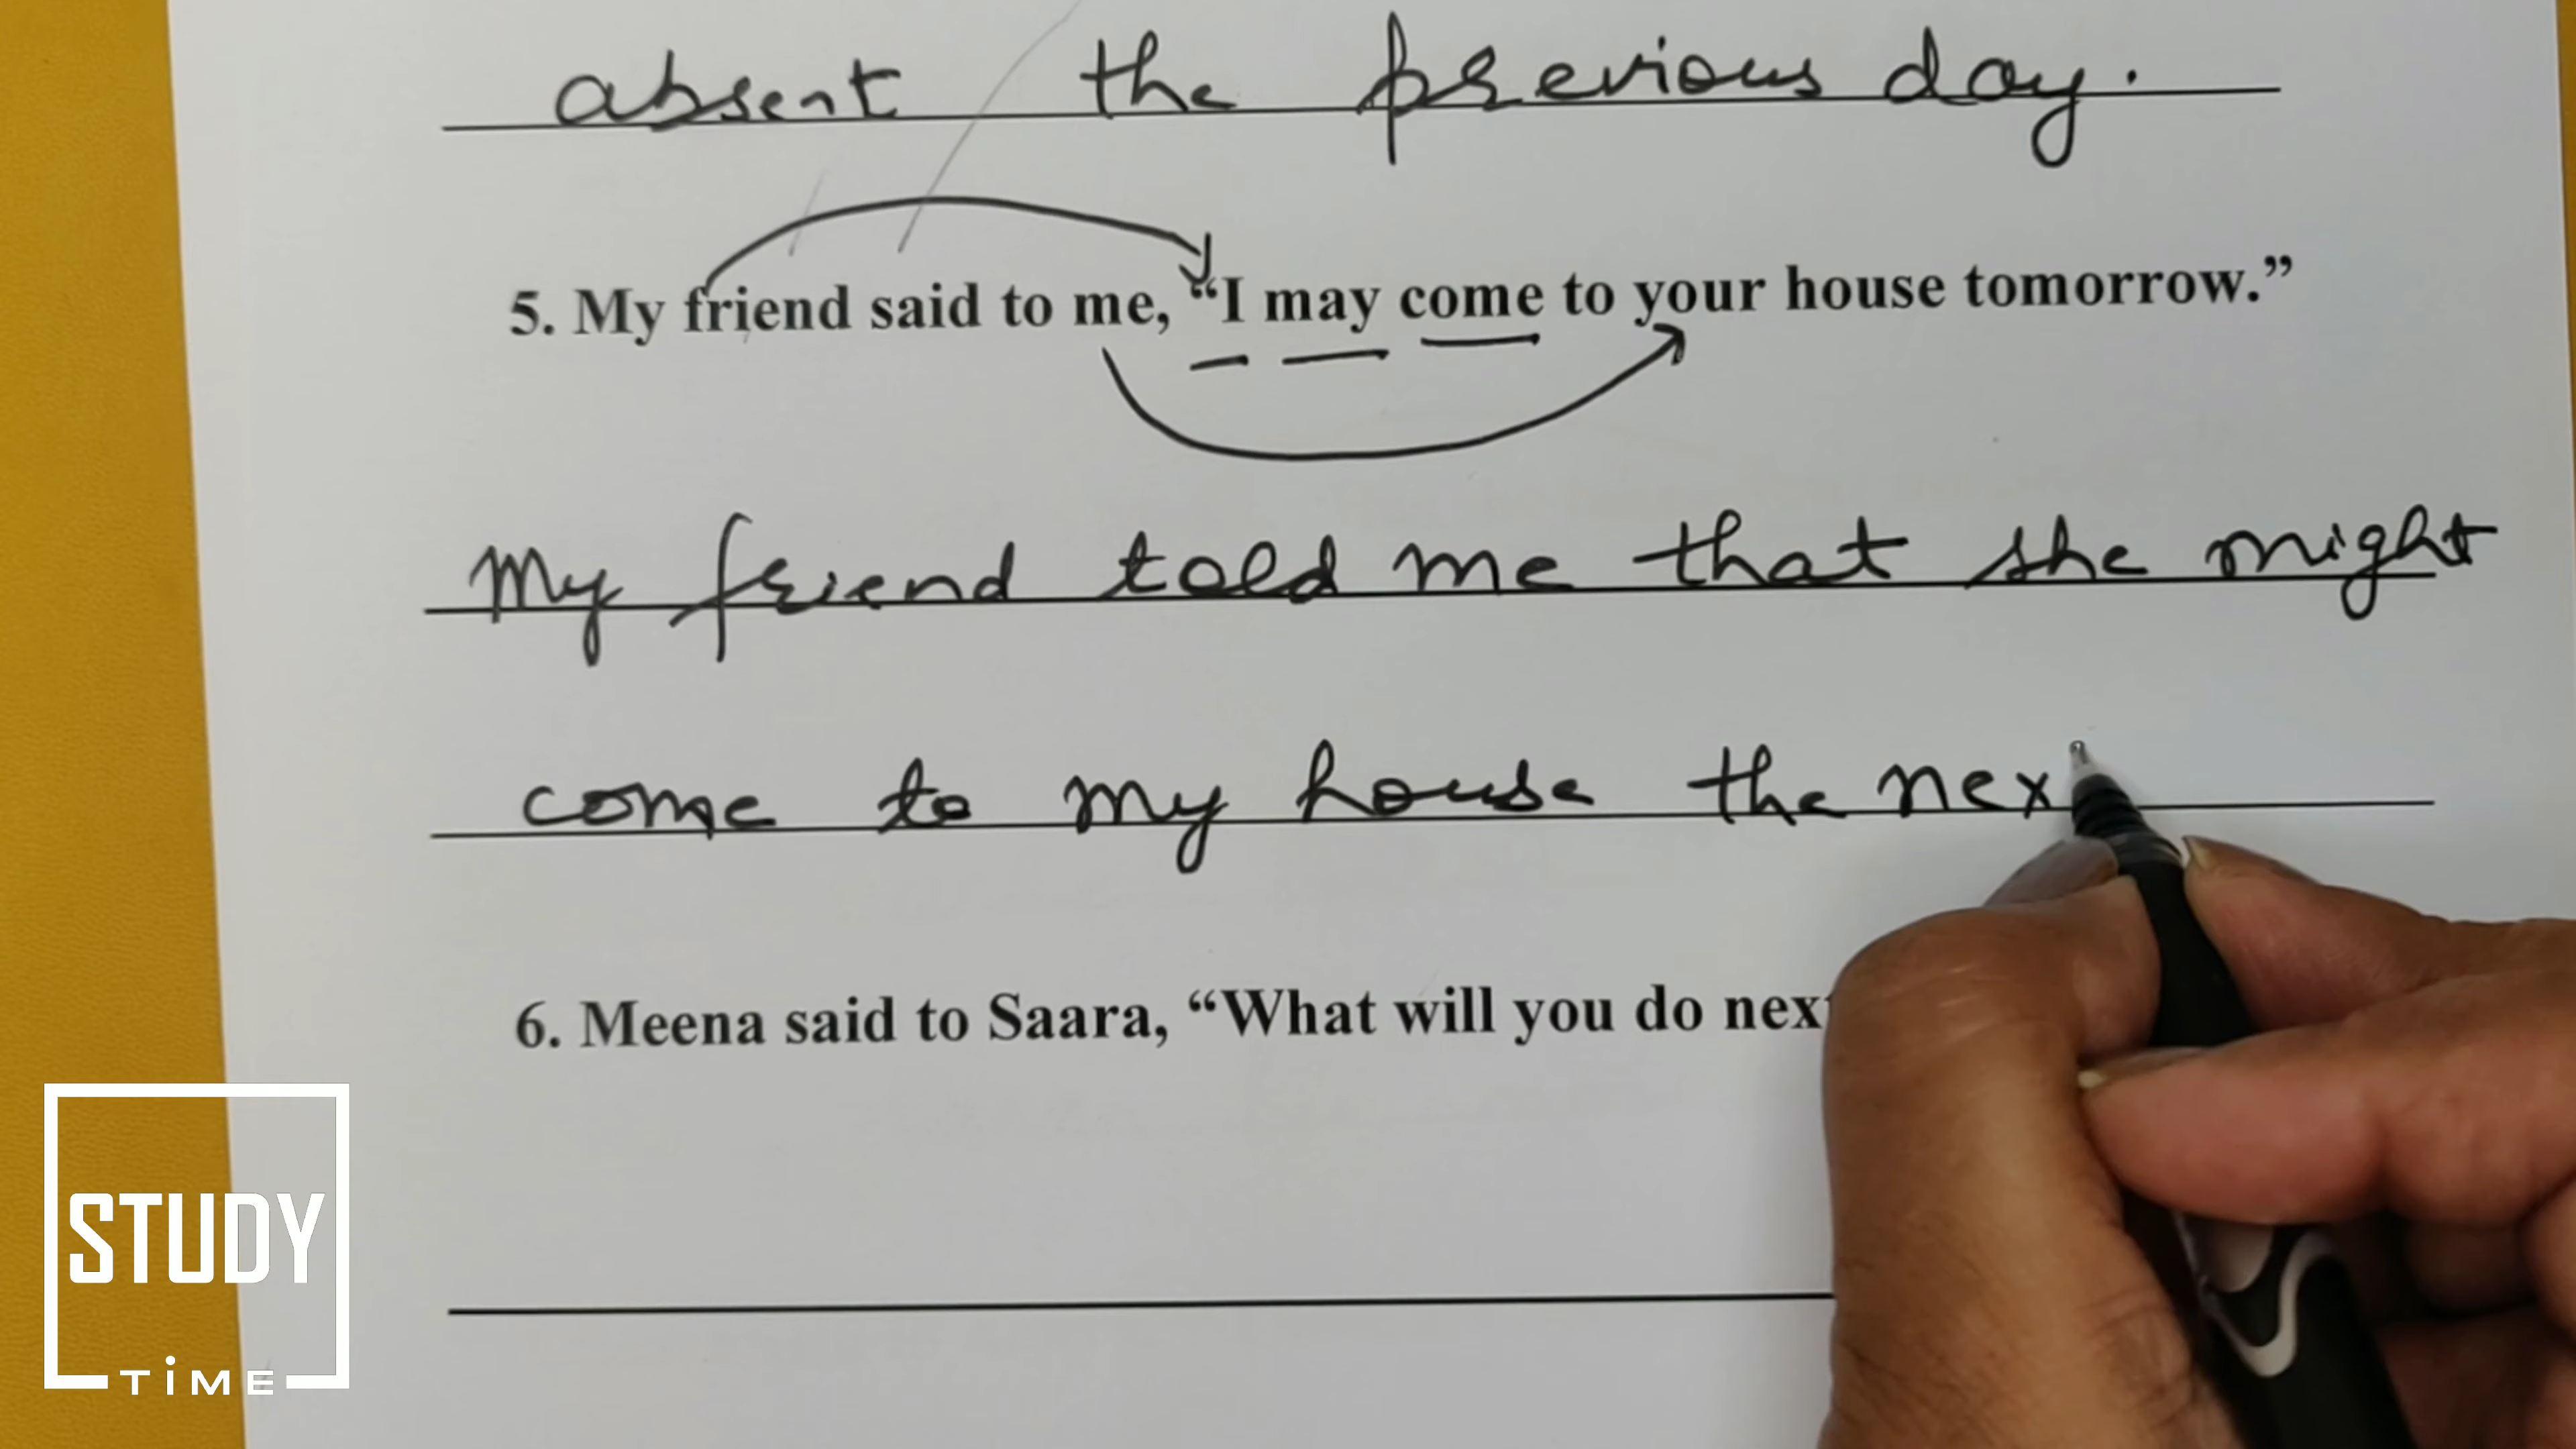 absent the previous day.
5. My friend said to me, “I may come to your house tomorrow.”
My friend told me that she might
come to my house the nex
6. Meena said to Saara, “What will you do next
STUDY
TiME